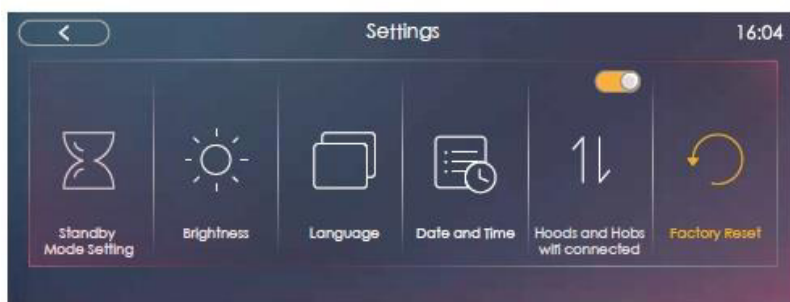 Settings
16:04
Standby
Mode Setting
Brightness
Language
Date and Time
Hoods and Hobs
wifi connected
Factory Reset